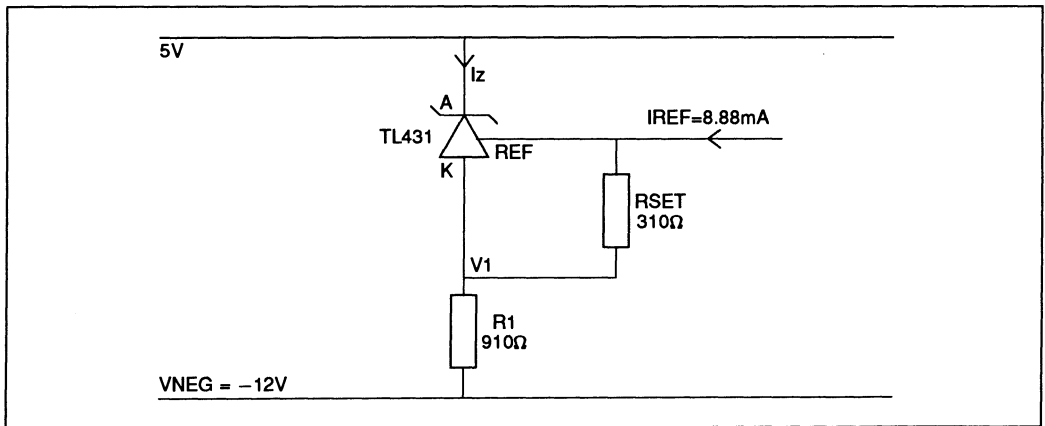 5V
Iz
A
IREF=8.88mA
TL431
REF
K
RSET
310Ω
V1
R1
910Ω
VNEG = −12V